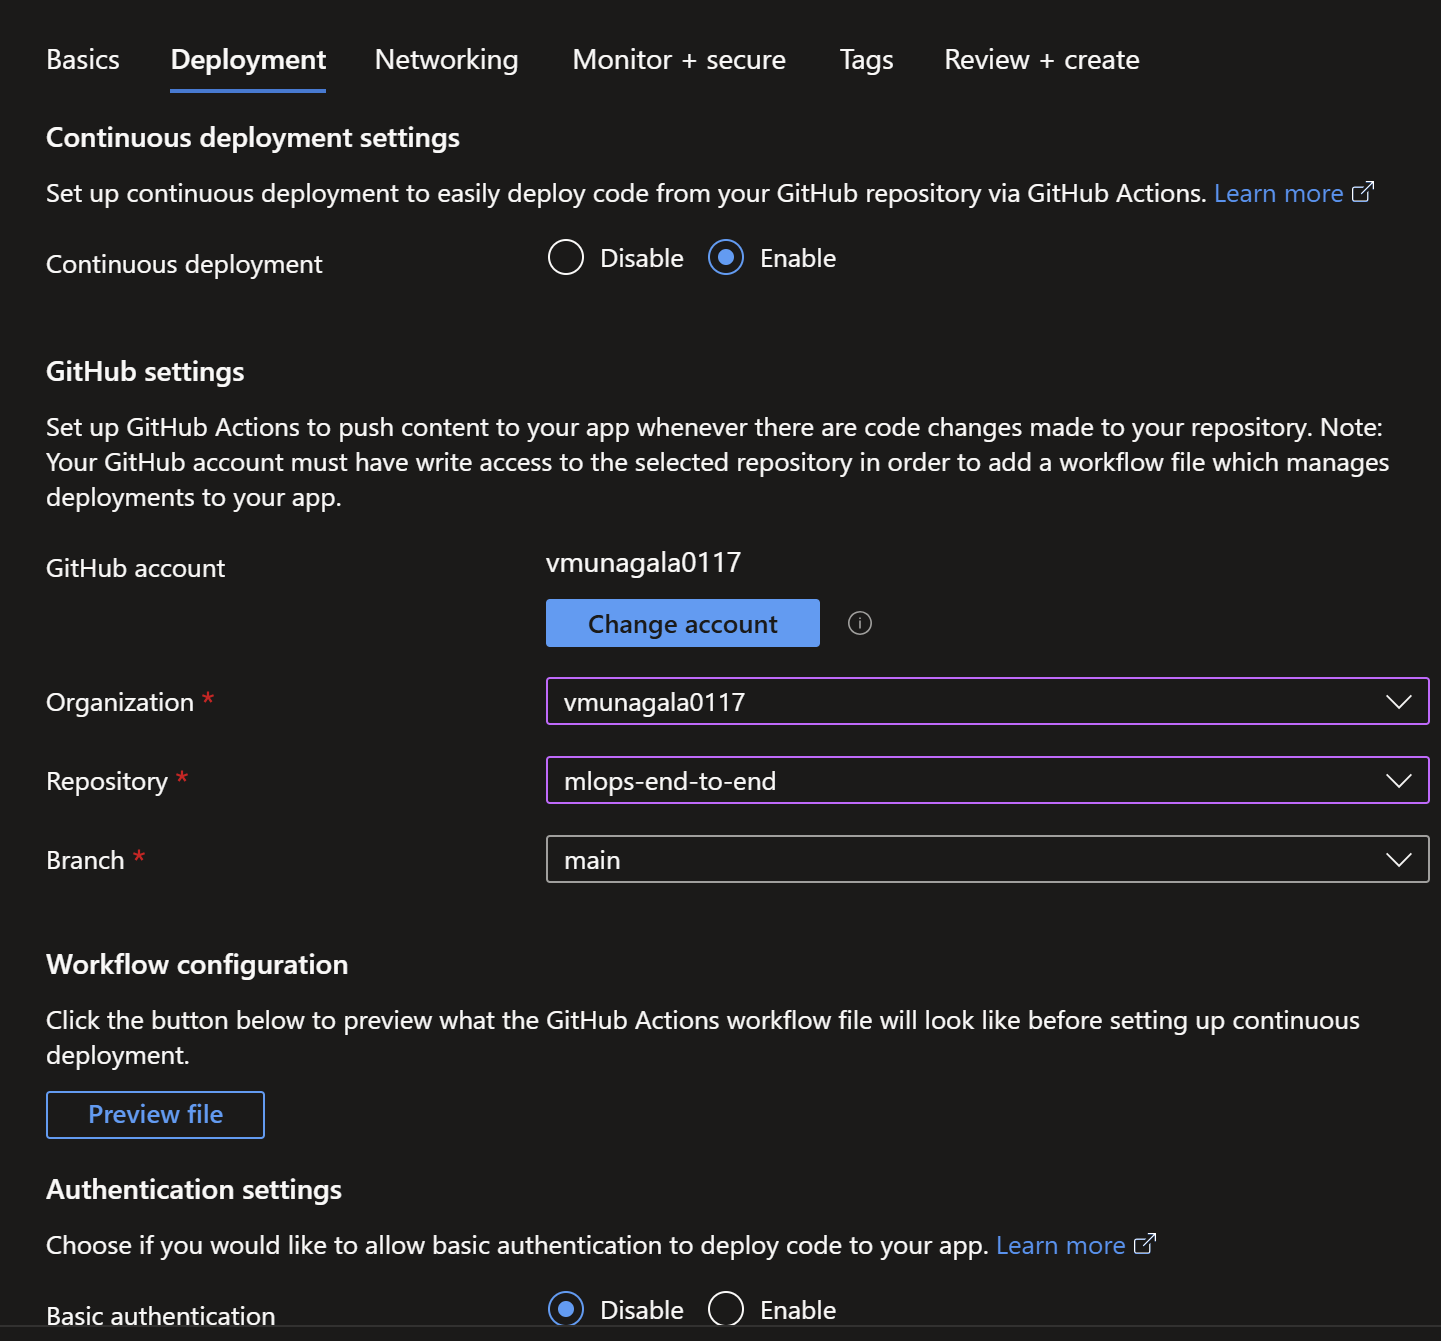 Basics Deployment Networking Monitor + secure Tags Review + create
Continuous deployment settings
Set up continuous deployment to easily deploy code from your GitHub repository via GitHub Actions. Learn more
Continuous deployment Disable Enable
GitHub settings
Set up GitHub Actions to push content to your app whenever there are code changes made to your repository. Note:
Your GitHub account must have write access to the selected repository in order to add a workflow file which manages
deployments to your app.
GitHub account vmunagala0117
Change account
Organization * vmunagala0117
Repository * mlops-end-to-end
Branch * main
Workflow configuration
Click the button below to preview what the GitHub Actions workflow file will look like before setting up continuous
deployment.
Preview file
Authentication settings
Choose if you would like to allow basic authentication to deploy code to your app. Learn more
Basic authentication Disable Enable